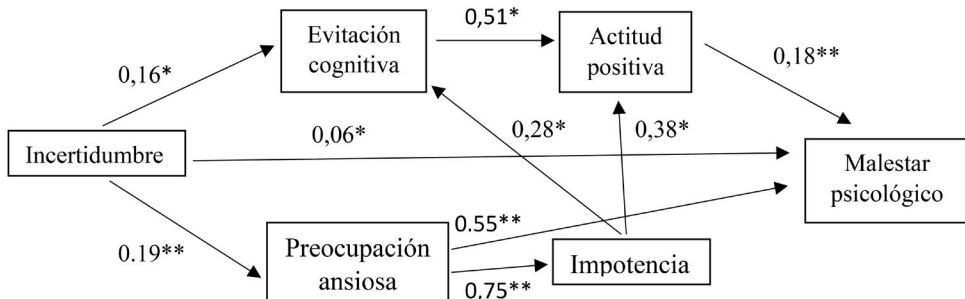 Evitación
cognitiva
0,51*
Actitud
positiva
0,16*
0,18**
Incertidumbre
0,06*
0,28*
0,38*
Malestar
psicológico
0.19**
Preocupación
ansiosa
0.55**
0,75**
Impotencia